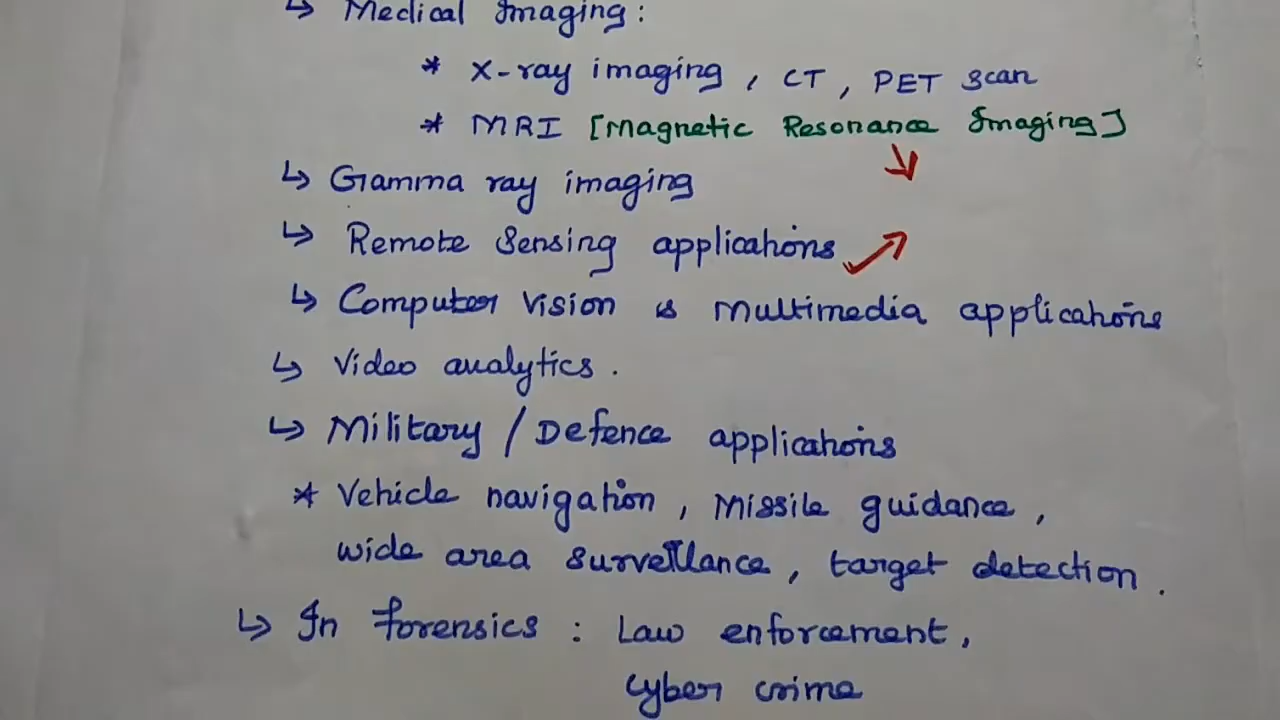 ↳ Medical Imaging:
* X-ray imaging, CT, PET scan
* MRI [Magnetic Resonance Imaging]
↳ Gamma ray imaging
↳ Remote Sensing applications
↳ Computer Vision & Multimedia applications
↳ Video analytics.
↳ Military / Defence applications
* Vehicle navigation, Missile guidance,
wide area surveillance, target detection.
↳ In forensics: Law enforcement,
Cyber crime